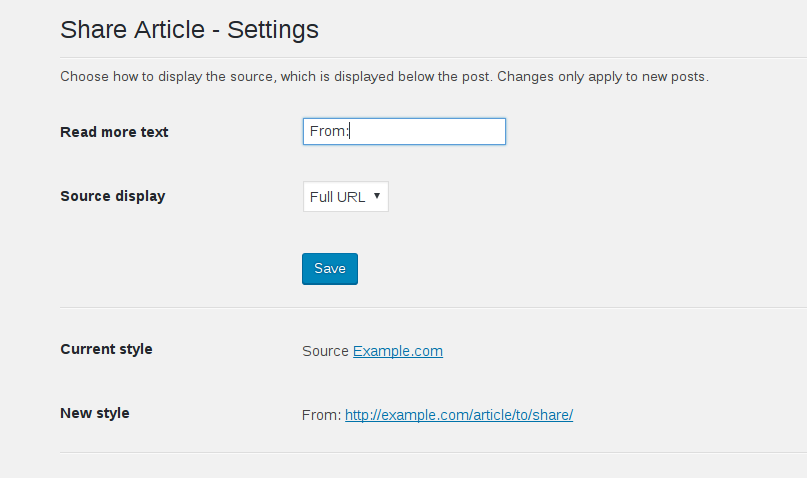 Share Article - Settings
Choose how to display the source, which is displayed below the post. Changes only apply to new posts.
Read more text From:
Source display Full URL ▼
Save
Current style Source Example.com
New style From: http://example.com/article/to/share/